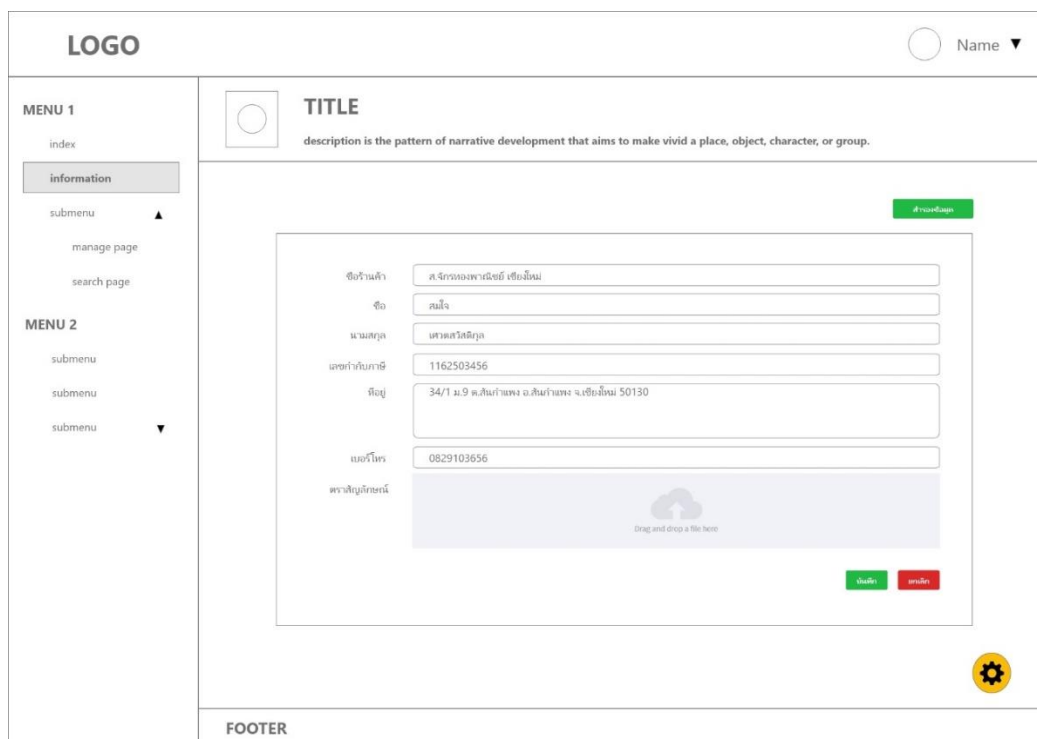 LOGO
Name
MENU 1
index
information
submenu
manage page
search page
MENU 2
submenu
submenu
submenu
TITLE
description is the pattern of narrative development that aims to make vivid a place, object, character, or group.
สำรองข้อมูล
ชื่อร้านค้า ส.จักรทองพาณิชย์ เชียงใหม่
ชื่อ สมใจ
นามสกุล เศวตสวัสดิกุล
เลขกำกับภาษี 1162503456
ที่อยู่ 34/1 ม.9 ต.สันกำแพง อ.สันกำแพง จ.เชียงใหม่ 50130
เบอร์โทร 0829103656
ตราสัญลักษณ์
Drag and drop a file here
บันทึก ยกเลิก
FOOTER